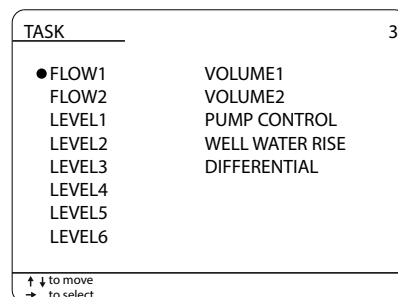 TASK 3
●FLOW1 VOLUME1
FLOW2 VOLUME2
LEVEL1 PUMP CONTROL
LEVEL2 WELL WATER RISE
LEVEL3 DIFFERENTIAL
LEVEL4
LEVEL5
LEVEL6
↑ ↓ to move
→ to select